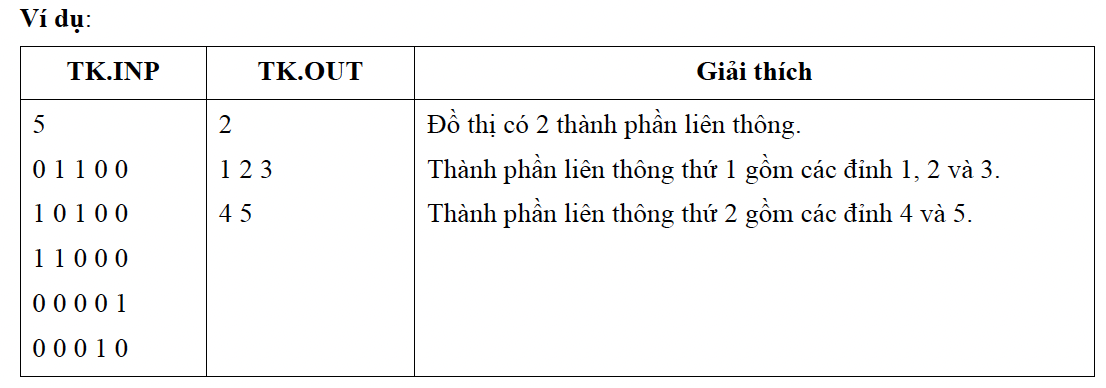 Ví dụ:
TK.INP TK.OUT Giải thích
5 2 Đồ thị có 2 thành phần liên thông.
0 1 1 0 0 1 2 3 Thành phần liên thông thứ 1 gồm các đỉnh 1, 2 và 3.
1 0 1 0 0 4 5 Thành phần liên thông thứ 2 gồm các đỉnh 4 và 5.
1 1 0 0 0
0 0 0 0 1
0 0 0 1 0